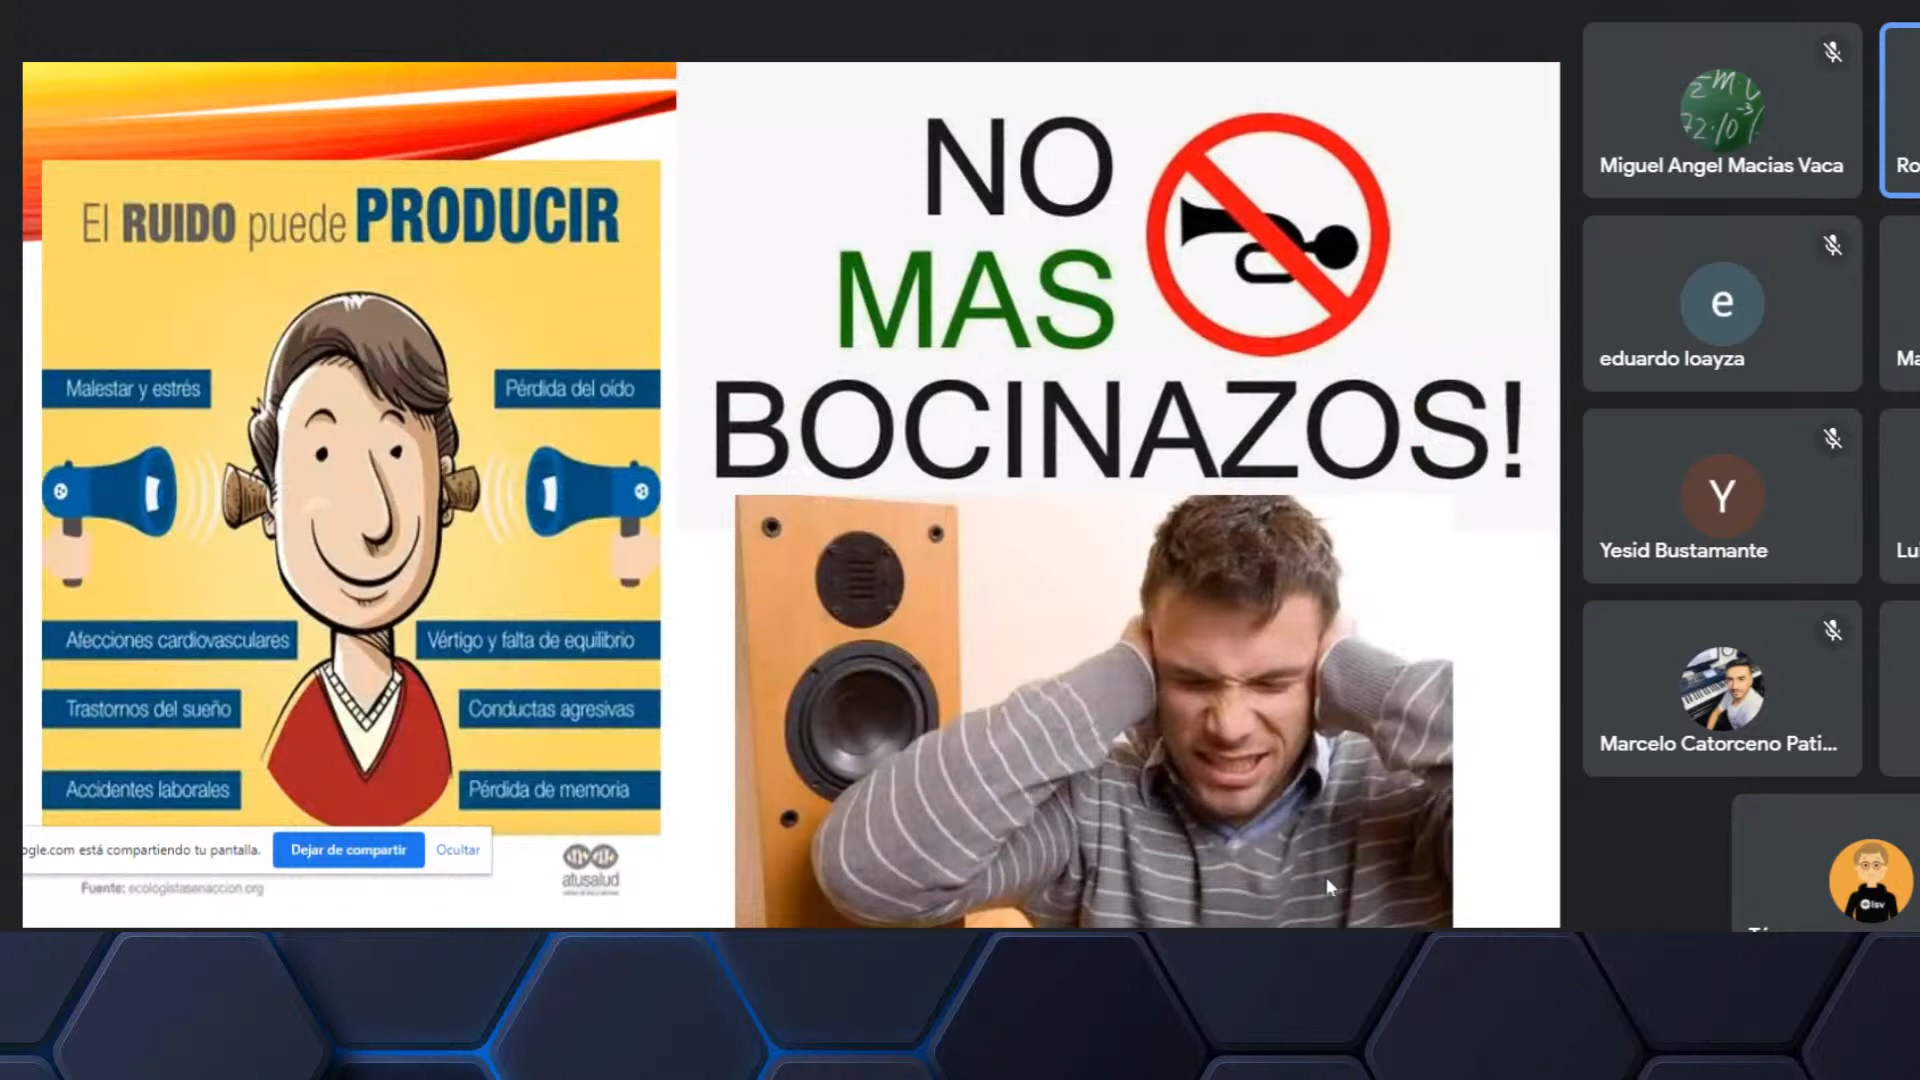 El RUIDO puede PRODUCIR
Malestar y estrés
Pérdida del oído
Afecciones cardiovasculares
Vértigo y falta de equilibrio
Trastornos del sueño
Conductas agresivas
Accidentes laborales
Pérdida de memoria
ogle.com está compartiendo tu pantalla.
Dejar de compartir
Ocultar
Fuente: ecologistasenaccion.org
atusalud
NO
MAS
BOCINAZOS!
Miguel Angel Macias Vaca
Ro
e
eduardo loayza
Ma
Y
Yesid Bustamante
Lui
Marcelo Catorceno Pati...